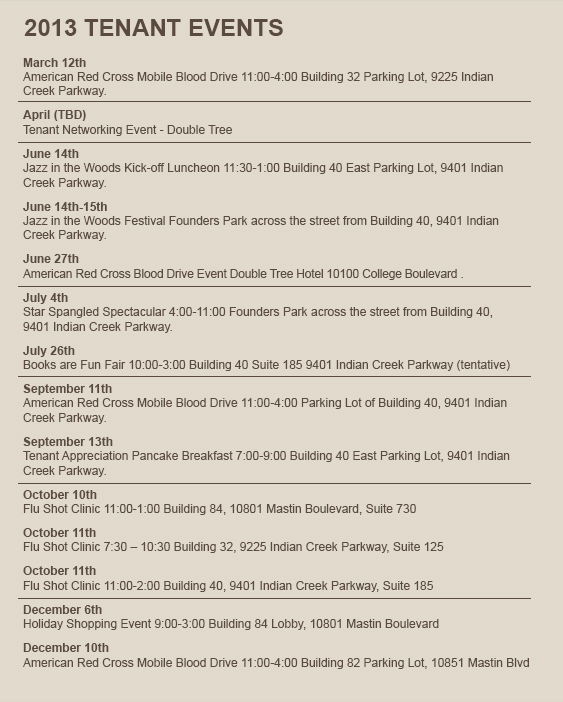 2013 TENANT EVENTS
March 12th
American Red Cross Mobile Blood Drive 11:00-4:00 Building 32 Parking Lot, 9225 Indian
Creek Parkway.
April (TBD)
Tenant Networking Event - Double Tree
June 14th
Jazz in the Woods Kick-off Luncheon 11:30-1:00 Building 40 East Parking Lot, 9401 Indian
Creek Parkway.
June 14th-15th
Jazz in the Woods Festival Founders Park across the street from Building 40, 9401 Indian
Creek Parkway.
June 27th
American Red Cross Blood Drive Event Double Tree Hotel 10100 College Boulevard .
July 4th
Star Spangled Spectacular 4:00-11:00 Founders Park across the street from Building 40,
9401 Indian Creek Parkway.
July 26th
Books are Fun Fair 10:00-3:00 Building 40 Suite 185 9401 Indian Creek Parkway (tentative)
September 11th
American Red Cross Mobile Blood Drive 11:00-4:00 Parking Lot of Building 40, 9401 Indian
Creek Parkway.
September 13th
Tenant Appreciation Pancake Breakfast 7:00-9:00 Building 40 East Parking Lot, 9401 Indian
Creek Parkway.
October 10th
Flu Shot Clinic 11:00-1:00 Building 84, 10801 Mastin Boulevard, Suite 730
October 11th
Flu Shot Clinic 7:30 – 10:30 Building 32, 9225 Indian Creek Parkway, Suite 125
October 11th
Flu Shot Clinic 11:00-2:00 Building 40, 9401 Indian Creek Parkway, Suite 185
December 6th
Holiday Shopping Event 9:00-3:00 Building 84 Lobby, 10801 Mastin Boulevard
December 10th
American Red Cross Mobile Blood Drive 11:00-4:00 Building 82 Parking Lot, 10851 Mastin Blvd